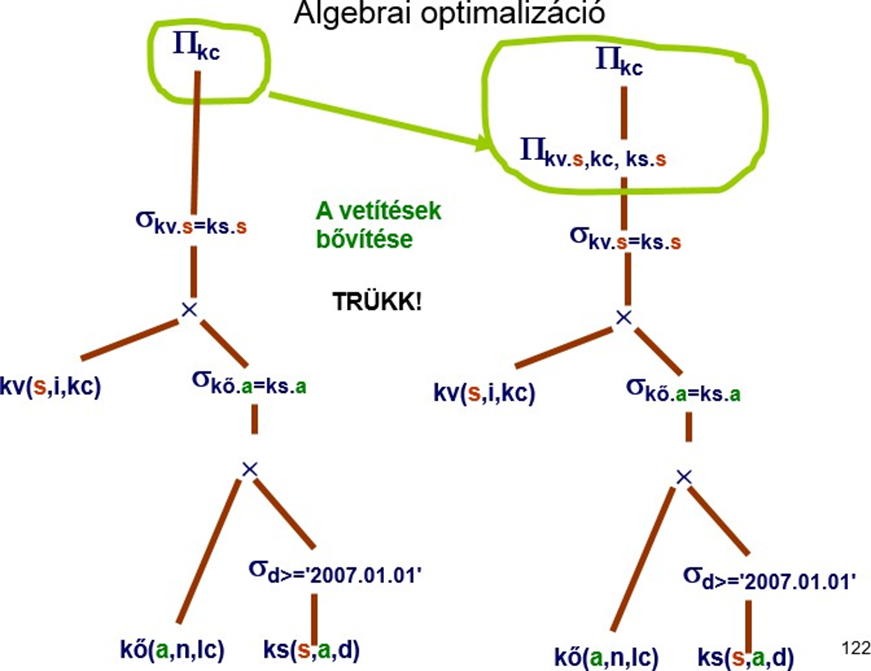 Algebrai optimalizáció
Πkc
σkv.s=ks.s
×
kv(s,i,kc)
σkő.a=ks.a
×
σd>='2007.01.01'
kő(a,n,lc)
ks(s,a,d)
A vetítések
bővítése
TRÜKK!
Πkc
Πkv.s,kc, ks.s
σkv.s=ks.s
×
kv(s,i,kc)
σkő.a=ks.a
×
σd>='2007.01.01'
kő(a,n,lc)
ks(s,a,d)
122